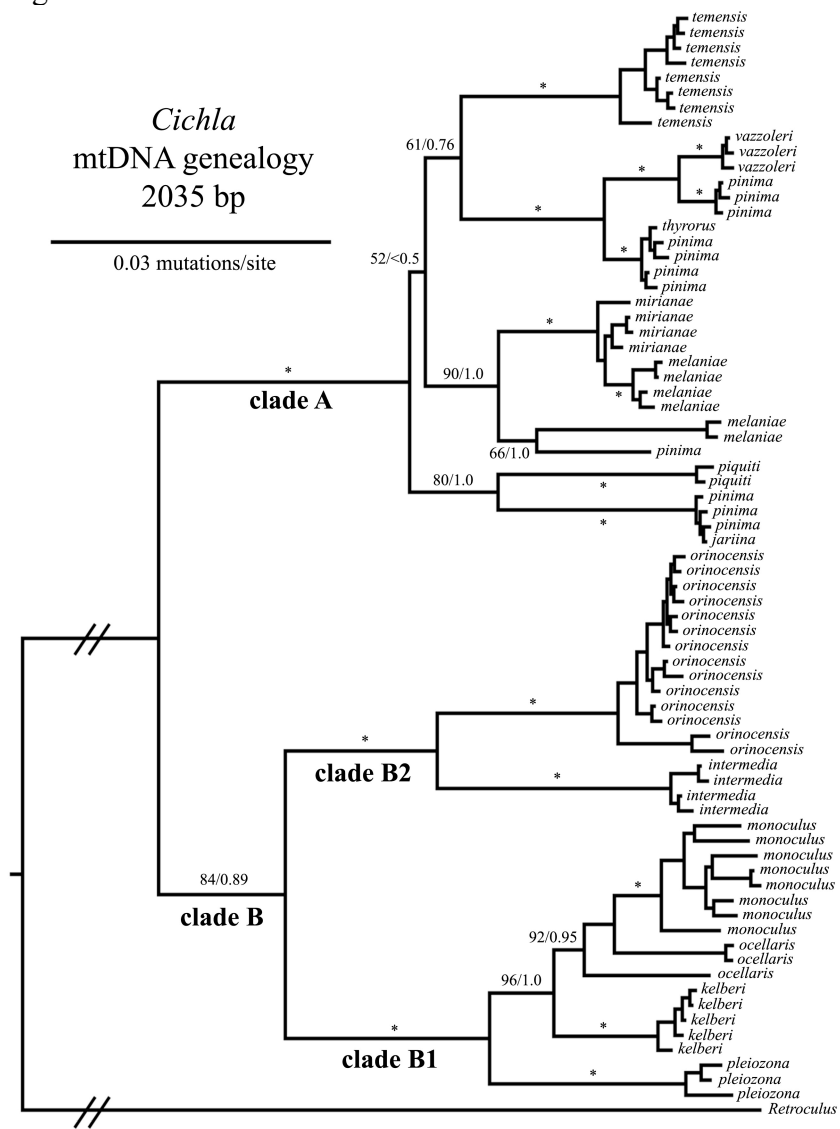 temensis
temensis
temensis
temensis
temensis
temensis
temensis
temensis
Cichla
mtDNA genealogy
2035 bp
0.03 mutations/site
61/0.76
*
vazzoleri
vazzoleri
vazzoleri
*
*
pinima
pinima
pinima
*
*
thyrorus
pinima
pinima
pinima
pinima
*
52/<0.5
mirianae
mirianae
mirianae
mirianae
*
melaniae
melaniae
melaniae
melaniae
*
90/1.0
*
clade A
melaniae
melaniae
pinima
66/1.0
piquiti
piquiti
80/1.0
*
pinima
pinima
pinima
jariina
*
orinocensis
orinocensis
orinocensis
orinocensis
orinocensis
orinocensis
orinocensis
orinocensis
orinocensis
orinocensis
orinocensis
orinocensis
*
orinocensis
orinocensis
*
clade B2
intermedia
intermedia
intermedia
intermedia
*
monoculus
monoculus
monoculus
monoculus
monoculus
monoculus
monoculus
monoculus
*
84/0.89
clade B
92/0.95
ocellaris
ocellaris
ocellaris
96/1.0
kelberi
kelberi
kelberi
kelberi
kelberi
*
*
clade B1
pleiozona
pleiozona
pleiozona
*
Retroculus